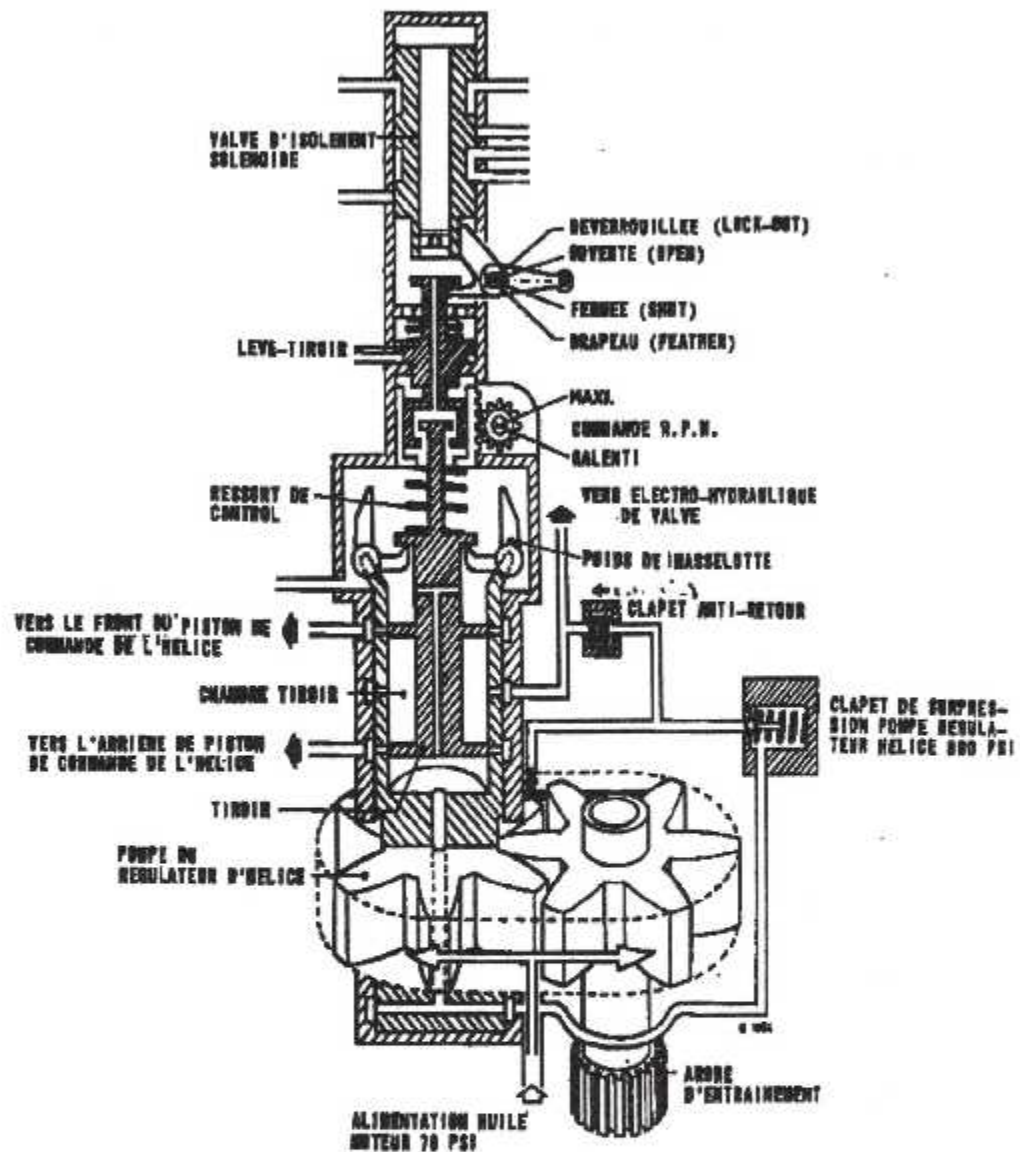 VALVE D'ISOLEMENT
SOLENOIDE
DEVERROUILLEE (LOCK-OUT)
OUVERTE (OPEN)
FERMEE (SHUT)
DRAPEAU (FEATHER)
LEVE-TIROIR
MAXI.
COMMANDE R.P.M.
RALENTI
RESSORT DE
CONTROL
VERS ELECTRO-HYDRAULIQUE
DE VALVE
POIDS DE MASSELOTTE
CLAPET ANTI-RETOUR
VERS LE FRONT DU PISTON DE
COMMANDE DE L'HELICE
CHAMBRE TIROIR
CLAPET DE SURPRES-
SION POMPE REGULA-
TEUR HELICE PSI
VERS L'ARRIERE DE PISTON
DE COMMANDE DE L'HELICE
TIROIR
POMPE DU
REGULATEUR D'HELICE
ARBRE
D'ENTRAINEMENT
ALIMENTATION HUILE
MOTEUR 70 PSI